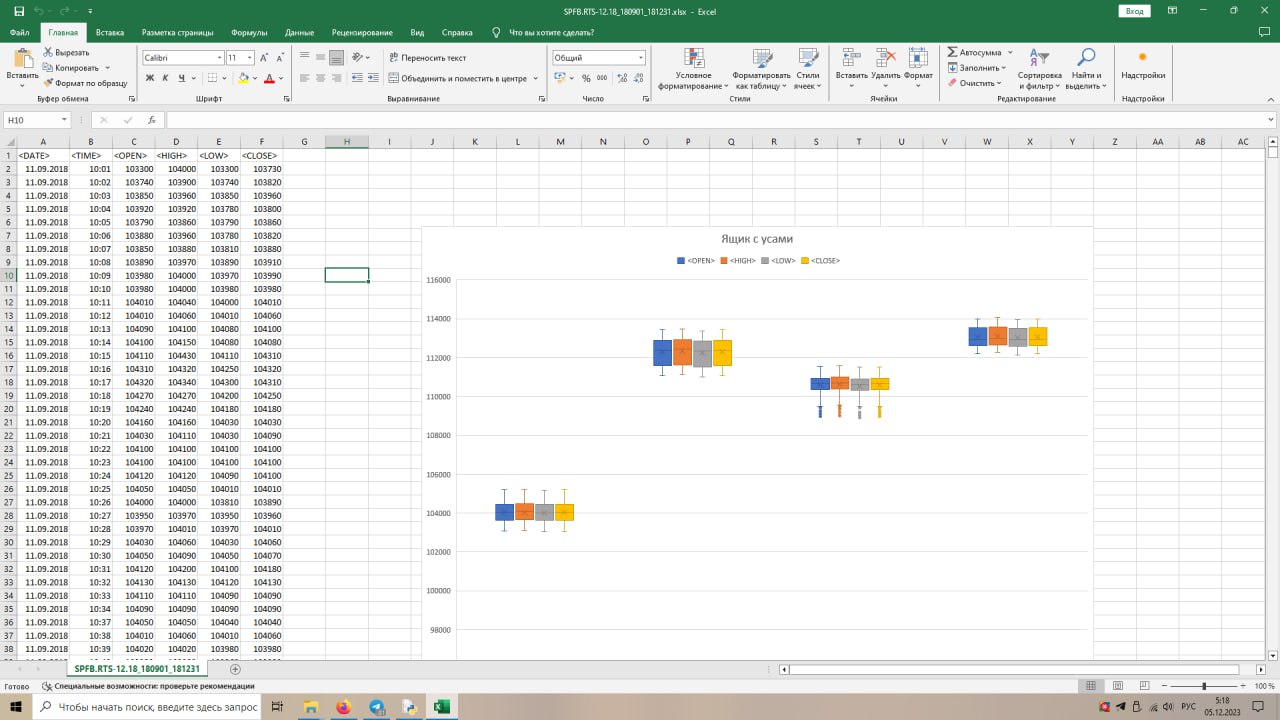 SPFB.RTS-12.18_180901_181231.xlsx - Excel
Вход
Файл Главная Вставка Разметка страницы Формулы Данные Рецензирование Вид Справка Что вы хотите сделать?
Вставить
Вырезать
Копировать
Формат по образцу
Буфер обмена
Calibri 11
Ж К Ч
Шрифт
Переносить текст
Объединить и поместить в центре
Выравнивание
Общий
% 000
Число
Условное форматирование
Форматировать как таблицу
Стили ячеек
Стили
Вставить Удалить Формат
Ячейки
Автосумма
Заполнить
Очистить
Сортировка и фильтр
Найти и выделить
Редактирование
Надстройки
Надстройки
H10
fx
A B C D E F G H I J K L M N O P Q R S T U V W X Y Z AA AB AC
1 <DATE> <TIME> <OPEN> <HIGH> <LOW> <CLOSE>
2 11.09.2018 10:01 103300 104000 103300 103730
3 11.09.2018 10:02 103740 103900 103740 103820
4 11.09.2018 10:03 103850 103960 103850 103960
5 11.09.2018 10:04 103920 103920 103780 103800
6 11.09.2018 10:05 103790 103860 103790 103860
7 11.09.2018 10:06 103880 103960 103780 103820
8 11.09.2018 10:07 103850 103880 103810 103880
9 11.09.2018 10:08 103890 103970 103890 103910
10 11.09.2018 10:09 103980 104000 103970 103990
11 11.09.2018 10:10 103980 104000 103980 103980
12 11.09.2018 10:11 104010 104040 104000 104010
13 11.09.2018 10:12 104010 104060 104010 104060
14 11.09.2018 10:13 104090 104100 104080 104100
15 11.09.2018 10:14 104100 104150 104080 104080
16 11.09.2018 10:15 104110 104430 104110 104310
17 11.09.2018 10:16 104310 104320 104250 104320
18 11.09.2018 10:17 104320 104340 104300 104310
19 11.09.2018 10:18 104270 104270 104200 104250
20 11.09.2018 10:19 104240 104240 104180 104180
21 11.09.2018 10:20 104160 104160 104030 104030
22 11.09.2018 10:21 104030 104110 104030 104090
23 11.09.2018 10:22 104100 104100 104100 104100
24 11.09.2018 10:23 104100 104100 104100 104100
25 11.09.2018 10:24 104120 104120 104090 104100
26 11.09.2018 10:25 104050 104050 104010 104010
27 11.09.2018 10:26 104000 104000 103810 103890
28 11.09.2018 10:27 103950 103970 103950 103960
29 11.09.2018 10:28 103970 104010 103970 104010
30 11.09.2018 10:29 104030 104060 104030 104060
31 11.09.2018 10:30 104050 104090 104050 104070
32 11.09.2018 10:31 104120 104200 104100 104180
33 11.09.2018 10:32 104130 104130 104120 104130
34 11.09.2018 10:33 104110 104110 104090 104090
35 11.09.2018 10:34 104090 104090 104090 104090
36 11.09.2018 10:37 104050 104050 104040 104040
37 11.09.2018 10:38 104010 104060 104010 104060
38 11.09.2018 10:39 104020 104020 103980 103980
Ящик с усами
<OPEN> <HIGH> <LOW> <CLOSE>
116000
114000
112000
110000
108000
106000
104000
102000
100000
98000
SPFB.RTS-12.18_180901_181231
Готово Специальные возможности: проверьте рекомендации
100 %
Чтобы начать поиск, введите здесь запрос
РУС
5:18
05.12.2023